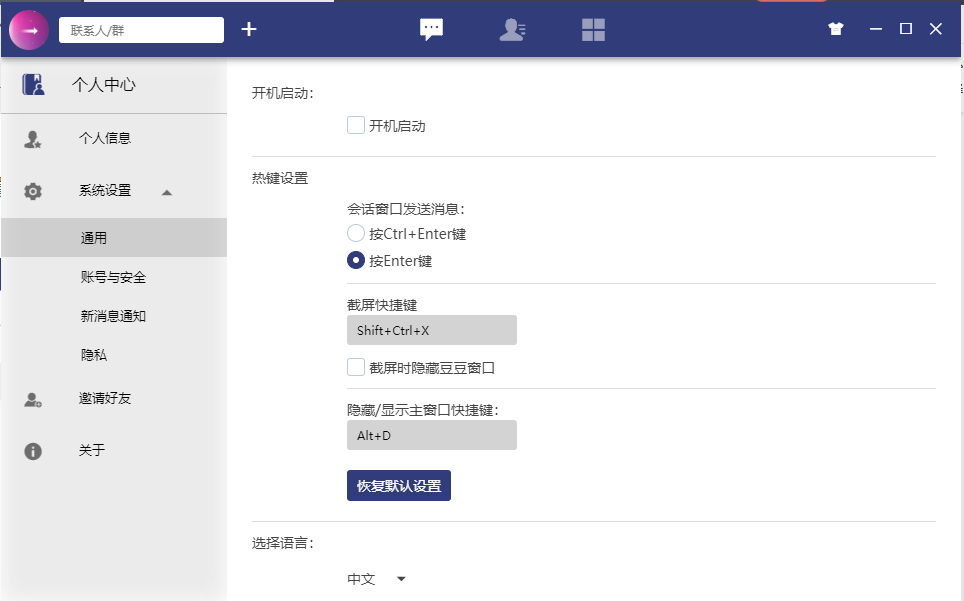 联系人/群
个人中心
个人信息
系统设置
通用
账号与安全
新消息通知
隐私
邀请好友
关于
开机启动：
开机启动
热键设置
会话窗口发送消息：
按Ctrl+Enter键
按Enter键
截屏快捷键
Shift+Ctrl+X
截屏时隐藏豆豆窗口
隐藏/显示主窗口快捷键：
Alt+D
恢复默认设置
选择语言：
中文